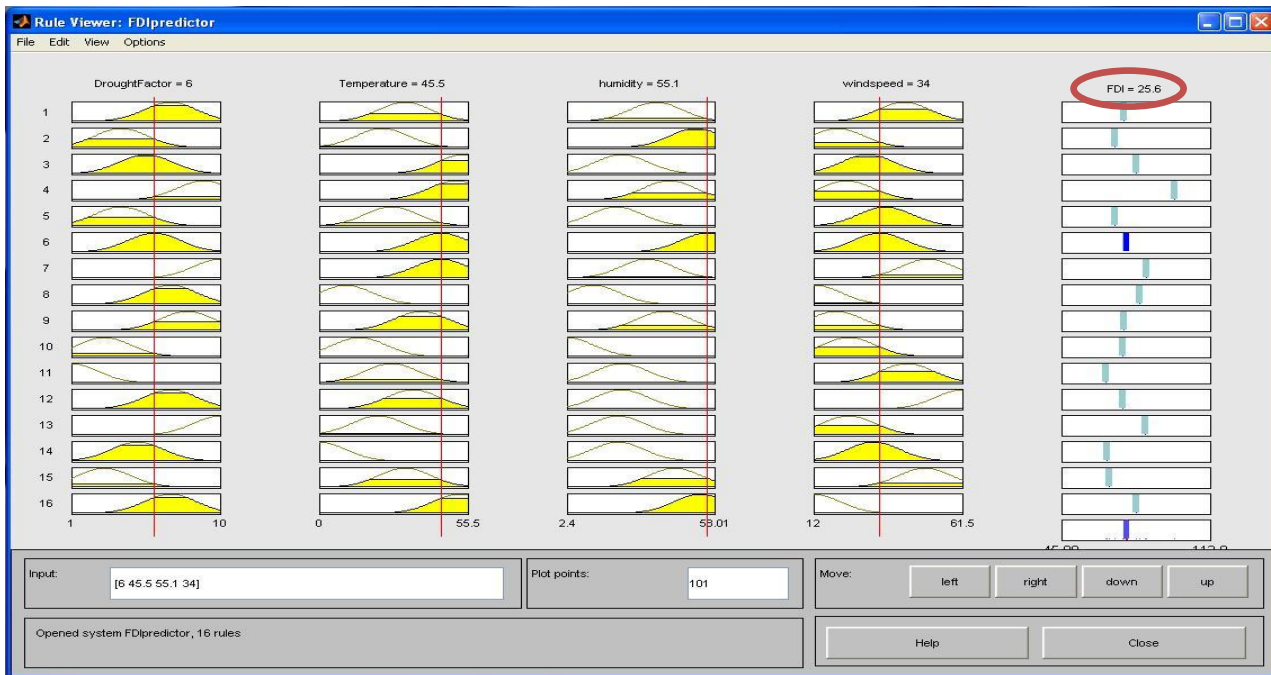 Rule Viewer: FDIpredictor
File Edit View Options
DroughtFactor = 6
Temperature = 45.5
humidity = 55.1
windspeed = 34
FDI = 25.6
1
2
3
4
5
6
7
8
9
10
11
12
13
14
15
16
1 10
0 55.5
2.4 58.01
12 61.5
Input:
[6 45.5 55.1 34]
Plot points:
101
Move:
left
right
down
up
Opened system FDIpredictor, 16 rules
Help
Close